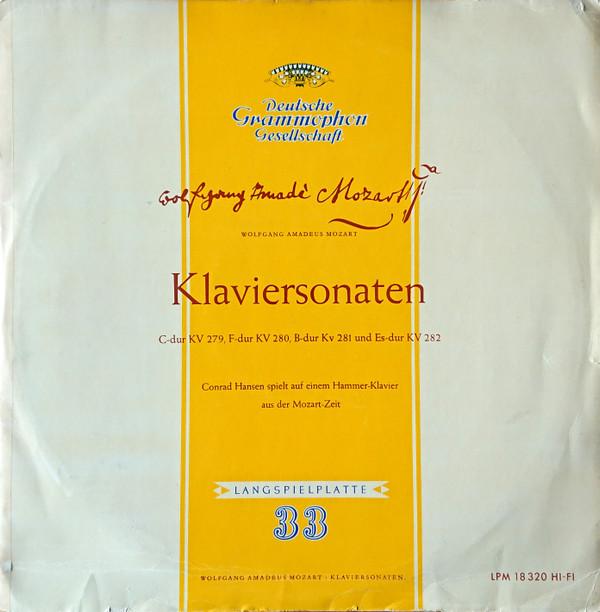 Deutsche
Grammophon
Gesellschaft
Wolfgang Amadè Mozart
WOLFGANG AMADEUS MOZART
Klaviersonaten
C-dur KV 279, F-dur KV 280, B-dur Kv 281 und Es-dur KV 282
Conrad Hansen spielt auf einem Hammer-Klavier
aus der Mozart-Zeit
LANGSPIELPLATTE
33
WOLFGANG AMADEUS MOZART · KLAVIERSONATEN.
LPM 18 320 HI-FI